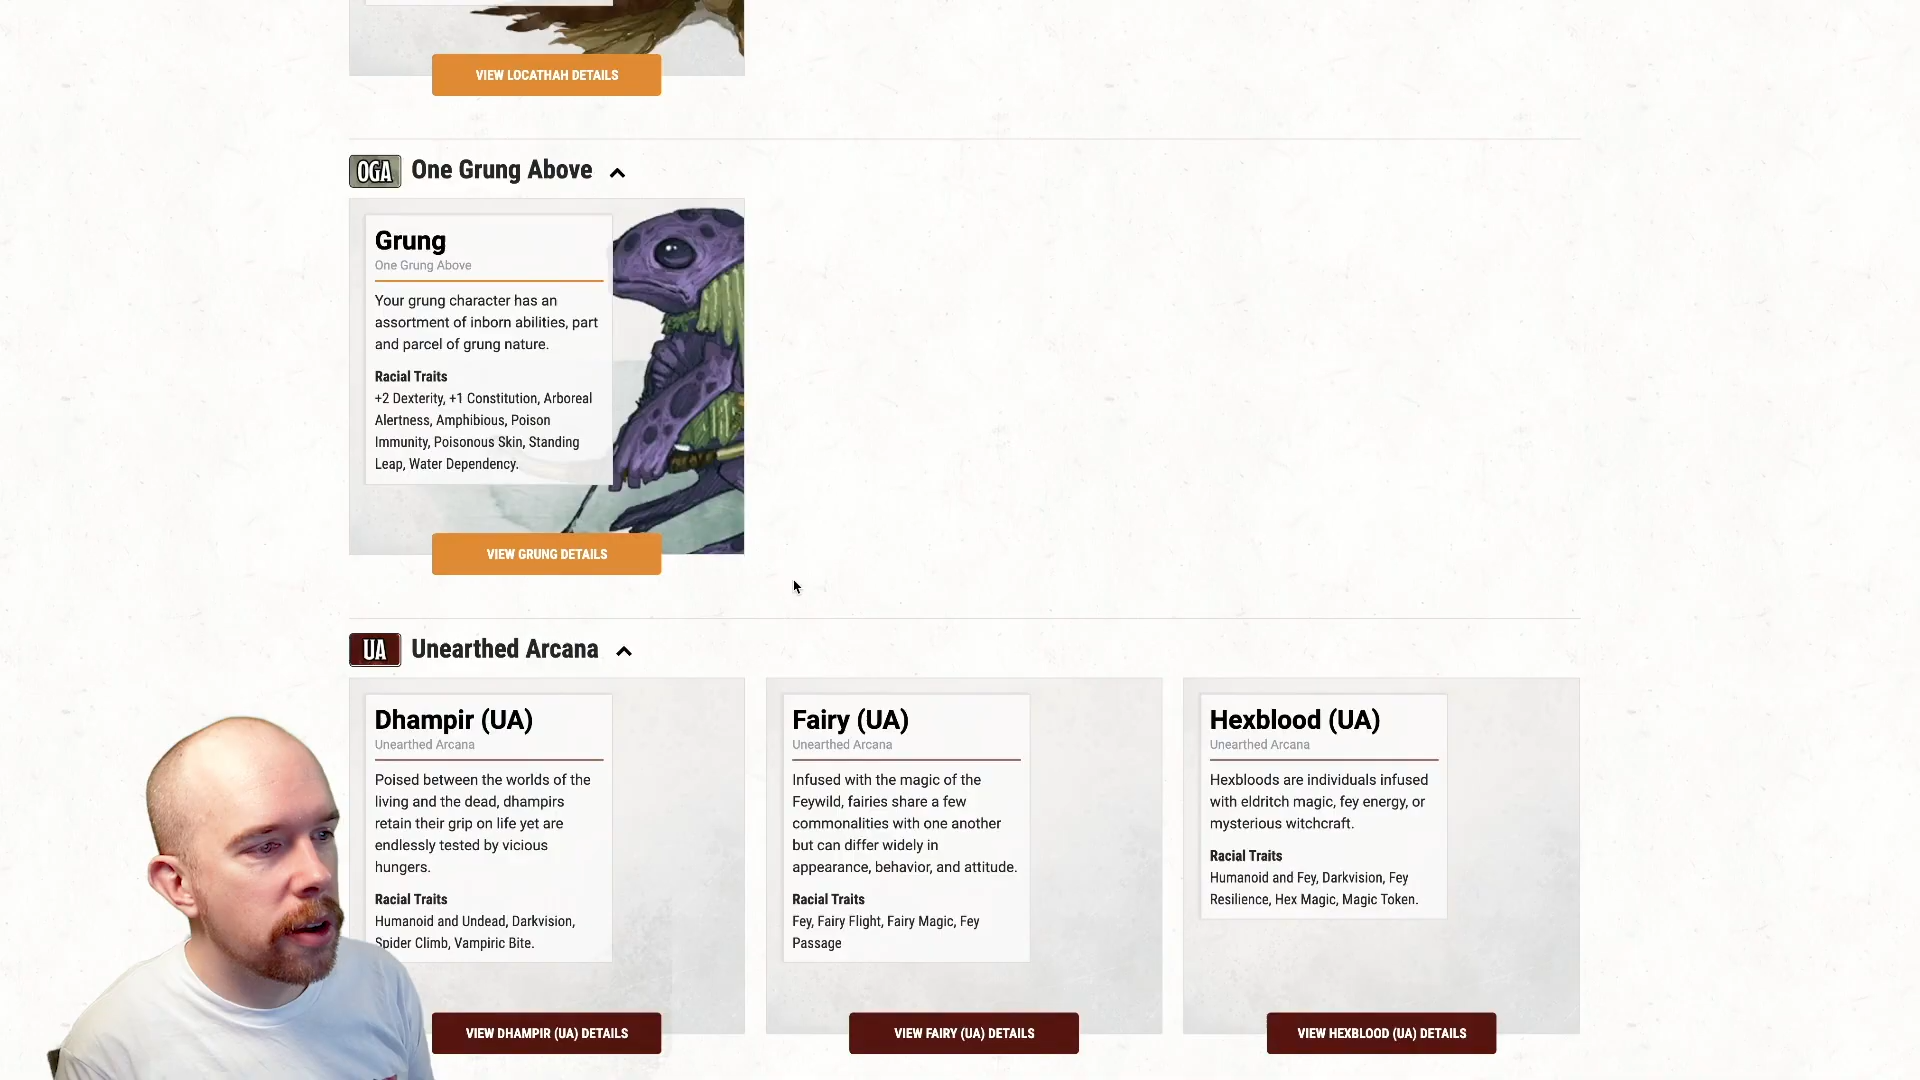 VIEW LOCATHAH DETAILS
OGA One Grung Above
Grung
One Grung Above
Your grung character has an
assortment of inborn abilities, part
and parcel of grung nature.
Racial Traits
+2 Dexterity, +1 Constitution, Arboreal
Alertness, Amphibious, Poison
Immunity, Poisonous Skin, Standing
Leap, Water Dependency.
VIEW GRUNG DETAILS
UA Unearthed Arcana
Dhampir (UA)
Unearthed Arcana
Poised between the worlds of the
living and the dead, dhampirs
retain their grip on life yet are
endlessly tested by vicious
hungers.
Racial Traits
Humanoid and Undead, Darkvision,
Spider Climb, Vampiric Bite.
VIEW DHAMPIR (UA) DETAILS
Fairy (UA)
Unearthed Arcana
Infused with the magic of the
Feywild, fairies share a few
commonalities with one another
but can differ widely in
appearance, behavior, and attitude.
Racial Traits
Fey, Fairy Flight, Fairy Magic, Fey
Passage
VIEW FAIRY (UA) DETAILS
Hexblood (UA)
Unearthed Arcana
Hexbloods are individuals infused
with eldritch magic, fey energy, or
mysterious witchcraft.
Racial Traits
Humanoid and Fey, Darkvision, Fey
Resilience, Hex Magic, Magic Token.
VIEW HEXBLOOD (UA) DETAILS